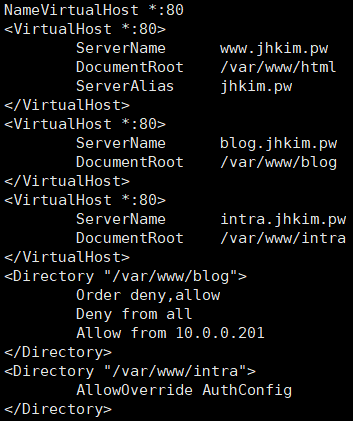 NameVirtualHost *:80
<VirtualHost *:80>
        ServerName      www.jhkim.pw
        DocumentRoot    /var/www/html
        ServerAlias     jhkim.pw
</VirtualHost>
<VirtualHost *:80>
        ServerName      blog.jhkim.pw
        DocumentRoot    /var/www/blog
</VirtualHost>
<VirtualHost *:80>
        ServerName      intra.jhkim.pw
        DocumentRoot    /var/www/intra
</VirtualHost>
<Directory "/var/www/blog">
        Order deny,allow
        Deny from all
        Allow from 10.0.0.201
</Directory>
<Directory "/var/www/intra">
        AllowOverride AuthConfig
</Directory>